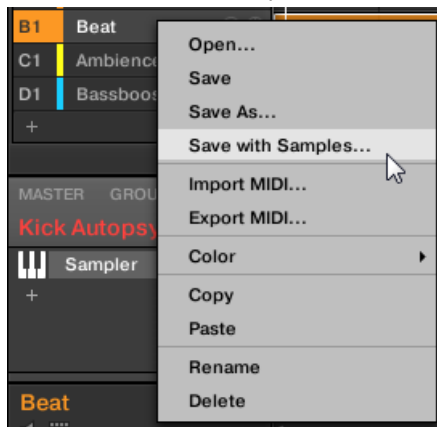 B1 Beat
C1 Ambience
D1 Bassboos
+
MASTER GROU
Kick Autopsy
Sampler
+
Beat
Open...
Save
Save As...
Save with Samples...
Import MIDI...
Export MIDI...
Color
Copy
Paste
Rename
Delete